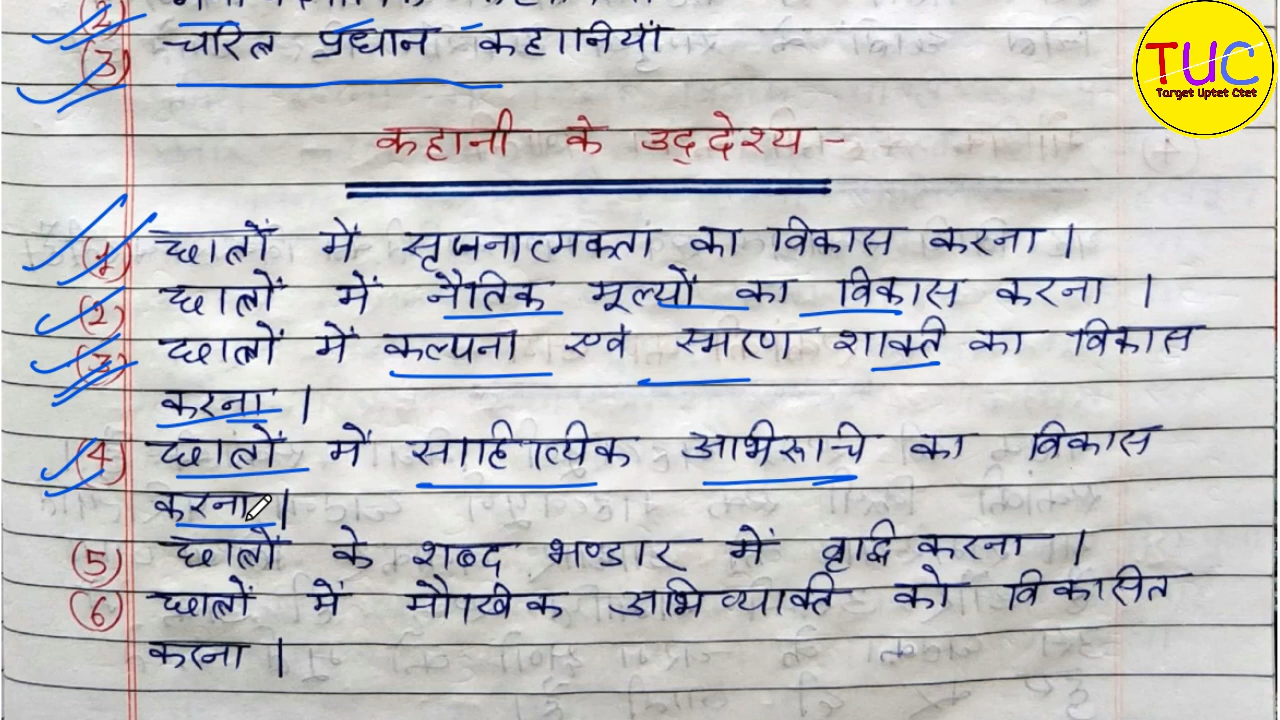 (2)
(3) चरित्र प्रधान कहानियाँ
TUC
Target Uptet Ctet
कहानी के उद्देश्य -
(1) छात्रों में सृजनात्मकता का विकास करना।
(2) छात्रों में नैतिक मूल्यों का विकास करना।
(3) छात्रों में कल्पना एवं स्मरण शक्ति का विकास
करना।
(4) छात्रों में साहित्यिक अभिरूचि का विकास
करना।
(5) छात्रों के शब्द भण्डार में वृद्धि करना।
(6) छात्रों में मौखिक अभिव्यक्ति को विकसित
करना।